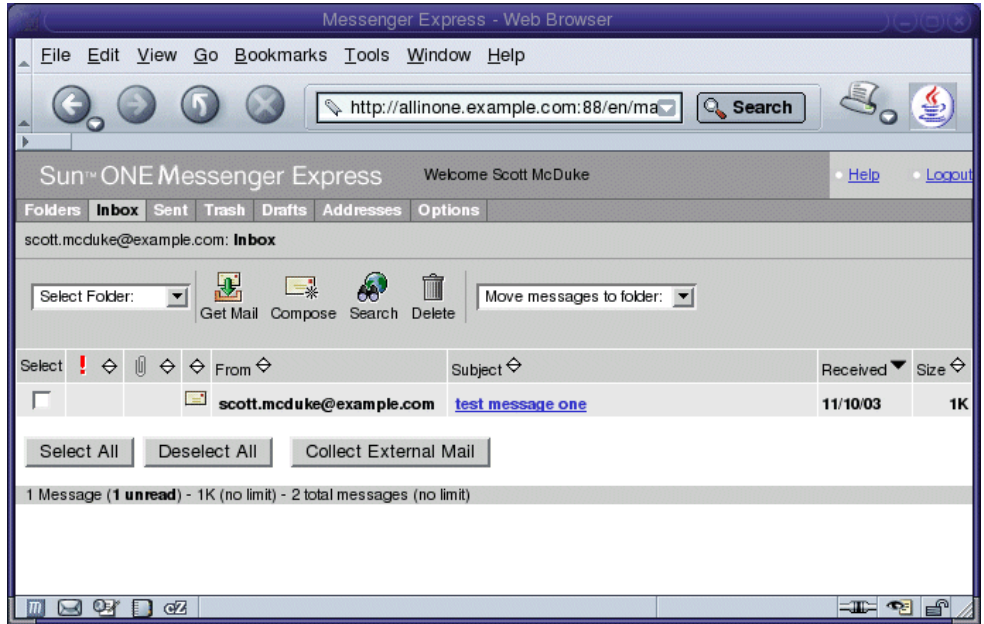 Messenger Express - Web Browser
File Edit View Go Bookmarks Tools Window Help
http://allinone.example.com:88/en/ma Search
Sun™ ONE Messenger Express Welcome Scott McDuke Help Logout
Folders Inbox Sent Trash Drafts Addresses Options
scott.mcduke@example.com: Inbox
Select Folder: Get Mail Compose Search Delete Move messages to folder:
Select ! From Subject Received Size
scott.mcduke@example.com test message one 11/10/03 1K
Select All Deselect All Collect External Mail
1 Message (1 unread) - 1K (no limit) - 2 total messages (no limit)